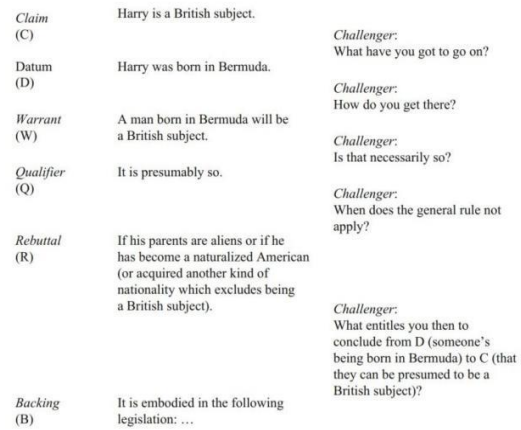 Claim
(C)
Harry is a British subject.
Challenger:
What have you got to go on?
Datum
(D)
Harry was born in Bermuda.
Challenger:
How do you get there?
Warrant
(W)
A man born in Bermuda will be
a British subject.
Challenger:
Is that necessarily so?
Qualifier
(Q)
It is presumably so.
Challenger:
When does the general rule not
apply?
Rebuttal
(R)
If his parents are aliens or if he
has become a naturalized American
(or acquired another kind of
nationality which excludes being
a British subject).
Challenger:
What entitles you then to
conclude from D (someone's
being born in Bermuda) to C (that
they can be presumed to be a
British subject)?
Backing
(B)
It is embodied in the following
legislation: …